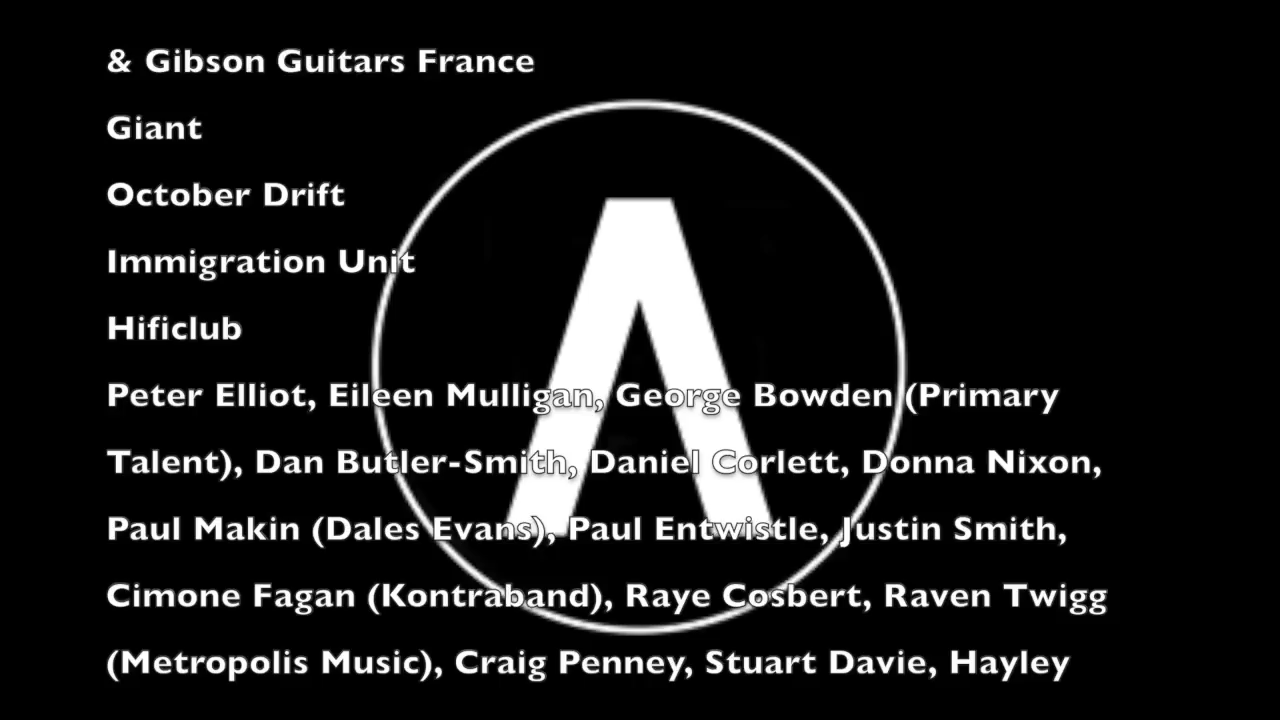 & Gibson Guitars France
Giant
October Drift
Immigration Unit
Hificlub
Peter Elliot, Eileen Mulligan, George Bowden (Primary
Talent), Dan Butler-Smith, Daniel Corlett, Donna Nixon,
Paul Makin (Dales Evans), Paul Entwistle, Justin Smith,
Cimone Fagan (Kontraband), Raye Cosbert, Raven Twigg
(Metropolis Music), Craig Penney, Stuart Davie, Hayley